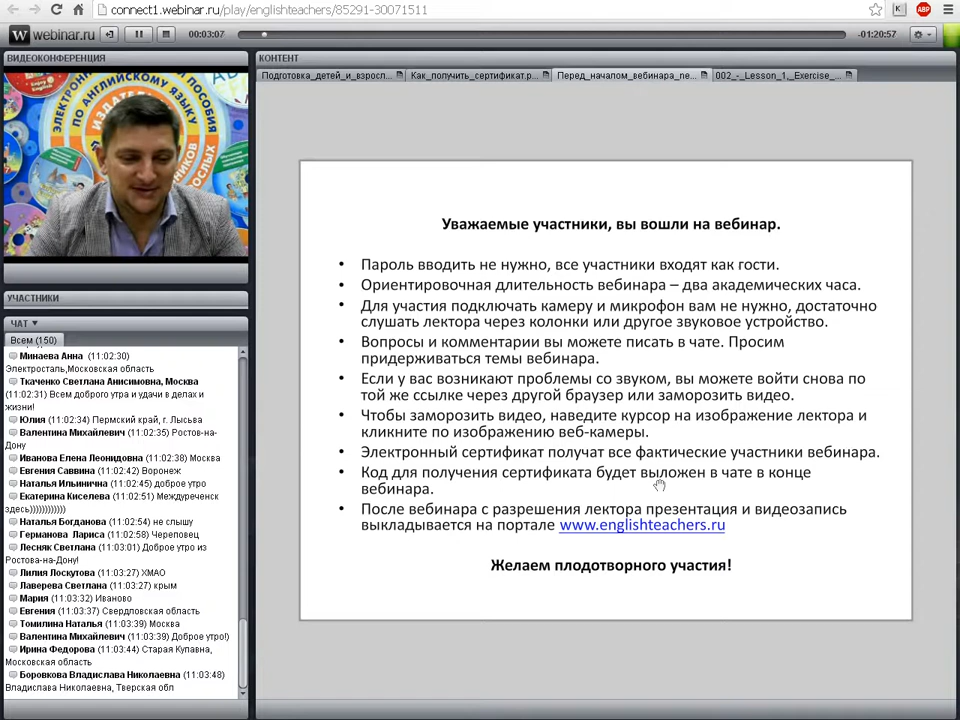 connect1.webinar.ru/play/englishteachers/85291-30071511
K
ABP
W webinar.ru
00:03:07
-01:20:57
ВИДЕОКОНФЕРЕНЦИЯ
ЭЛЕКТРОННЫЕ
ПО АНГЛИЙСКОМУ ЯЗЫКУ
ПОСОБИЯ
УЧАСТНИКИ
ЧАТ
Всем (150)
Минаева Анна (11:02:30)
Электросталь,Московская область
Ткаченко Светлана Анисимовна, Москва
(11:02:31) Всем доброго утра и удачи в делах и
жизни!
Юлия (11:02:34) Пермский край, г. Лысьва
Валентина Михайлевич (11:02:35) Ростов-на-
Дону
Иванова Елена Леонидовна (11:02:38) Москва
Евгения Саввина (11:02:42) Воронеж
Наталья Ильинична (11:02:45) доброе утро
Екатерина Киселева (11:02:51) Междуреченск
здесь))))))))))))
Наталья Богданова (11:02:54) не слышу
Германова Лариса (11:02:58) Череповец
Лесняк Светлана (11:03:01) Доброе утро из
Ростова-на-Дону!
Лилия Лоскутова (11:03:27) ХМАО
Лаверева Светлана (11:03:27) крым
Мария (11:03:32) Иваново
Евгения (11:03:37) Свердловская область
Томилина Наталья (11:03:39) Москва
Валентина Михайлевич (11:03:39) Доброе утро!)
Ирина Федорова (11:03:44) Старая Купавна,
Московская область
Боровкова Владислава Николаевна (11:03:48)
Владислава Николаевна, Тверская обл
КОНТЕНТ
Подготовка_детей_и_взросл...
Как_получить_сертификат.р...
Перед_началом_вебинара_пе...
002_-_Lesson_1,_Exercise_...
Уважаемые участники, вы вошли на вебинар.
• Пароль вводить не нужно, все участники входят как гости.
• Ориентировочная длительность вебинара – два академических часа.
• Для участия подключать камеру и микрофон вам не нужно, достаточно
слушать лектора через колонки или другое звуковое устройство.
• Вопросы и комментарии вы можете писать в чате. Просим
придерживаться темы вебинара.
• Если у вас возникают проблемы со звуком, вы можете войти снова по
той же ссылке через другой браузер или заморозить видео.
• Чтобы заморозить видео, наведите курсор на изображение лектора и
кликните по изображению веб-камеры.
• Электронный сертификат получат все фактические участники вебинара.
• Код для получения сертификата будет выложен в чате в конце
вебинара.
• После вебинара с разрешения лектора презентация и видеозапись
выкладывается на портале www.englishteachers.ru
Желаем плодотворного участия!